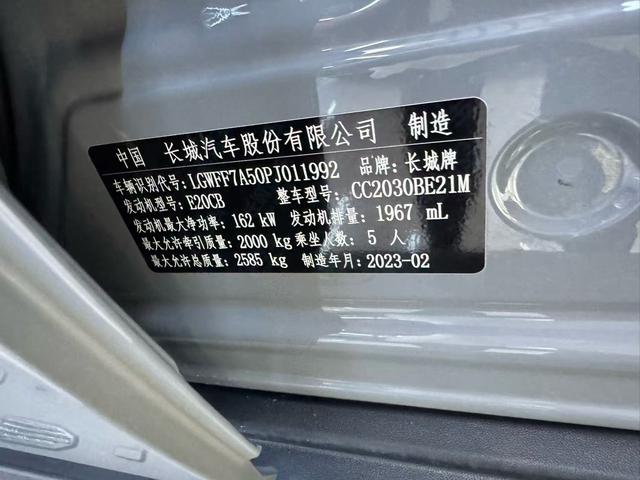 中国 长城汽车股份有限公司 制造
车辆识别代号:LGWFF7A50PJ011992 品牌:长城牌
发动机型号:E20CB 整车型号:CC2030BE21M
发动机最大净功率:162 kW 发动机排量:1967 mL
最大允许牵引质量:2000 kg 乘坐人数:5 人
最大允许总质量:2585 kg 制造年月:2023-02